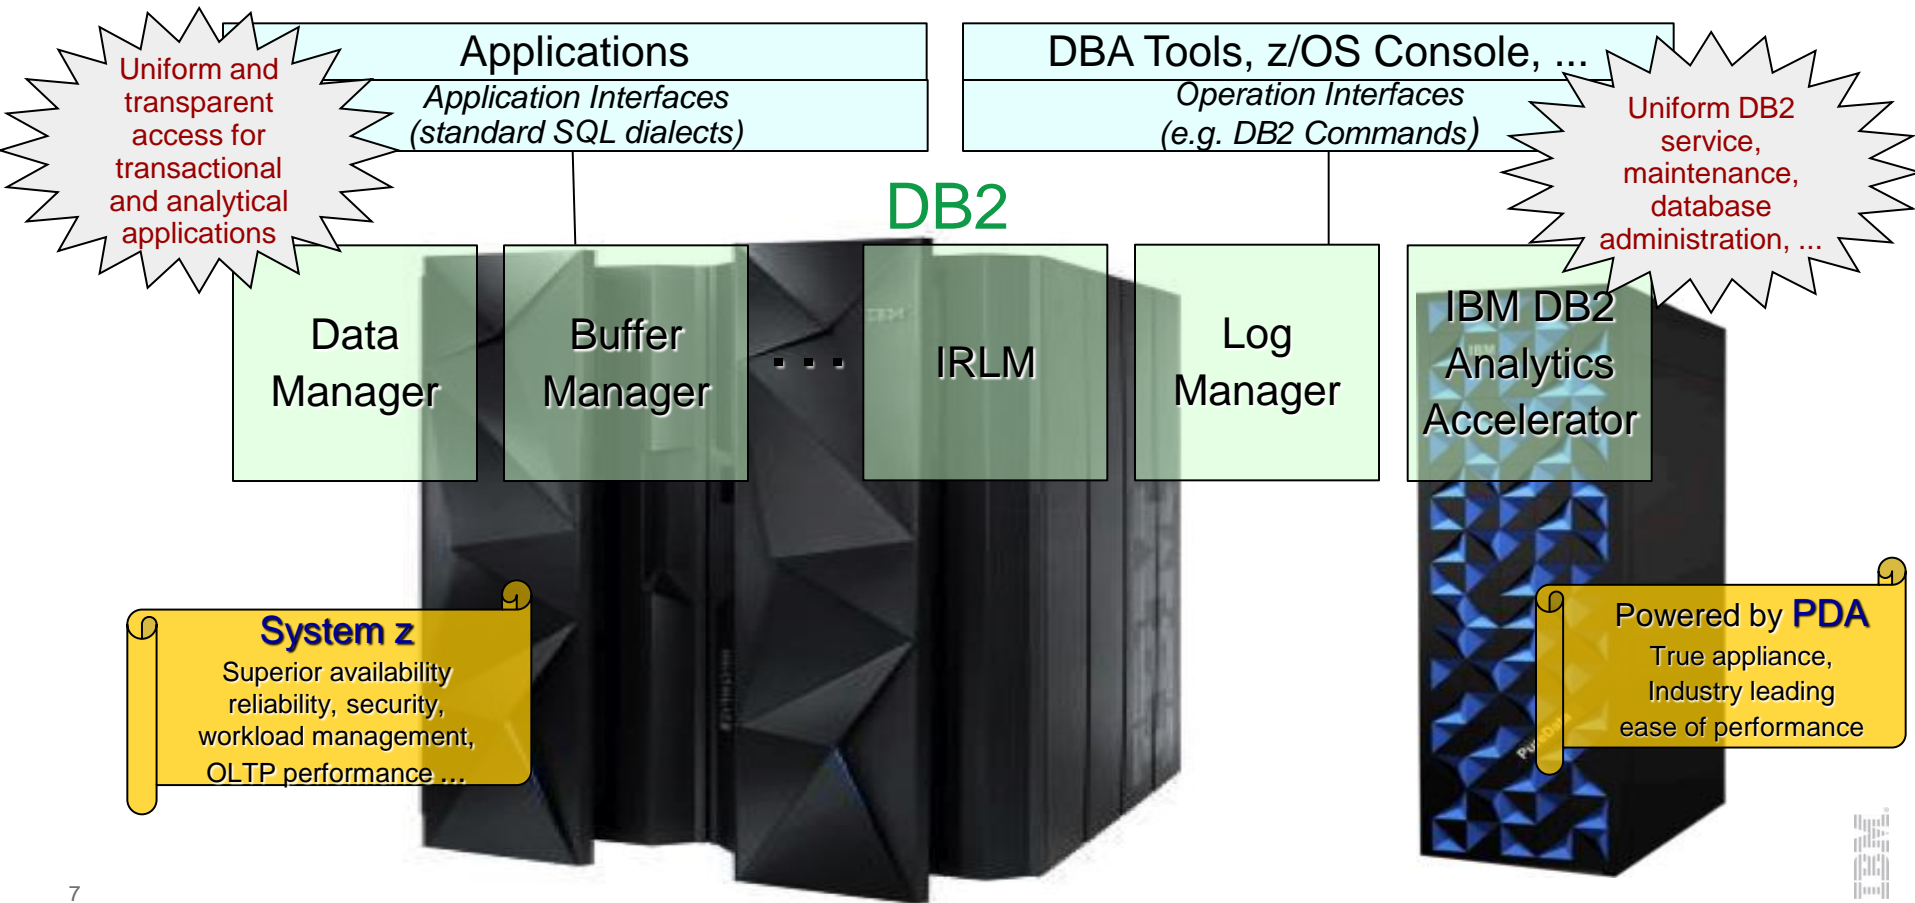 Uniform and
transparent
access for
transactional
and analytical
applications
Applications
Application Interfaces
(standard SQL dialects)
DBA Tools, z/OS Console, ...
Operation Interfaces
(e.g. DB2 Commands)
Uniform DB2
service,
maintenance,
database
administration, ...
DB2
Data
Manager
Buffer
Manager
. . .
IRLM
Log
Manager
IBM DB2
Analytics
Accelerator
IBM
IBM
System z
Superior availability
reliability, security,
workload management,
OLTP performance ...
Powered by PDA
True appliance,
Industry leading
ease of performance
PureData
7
IBM